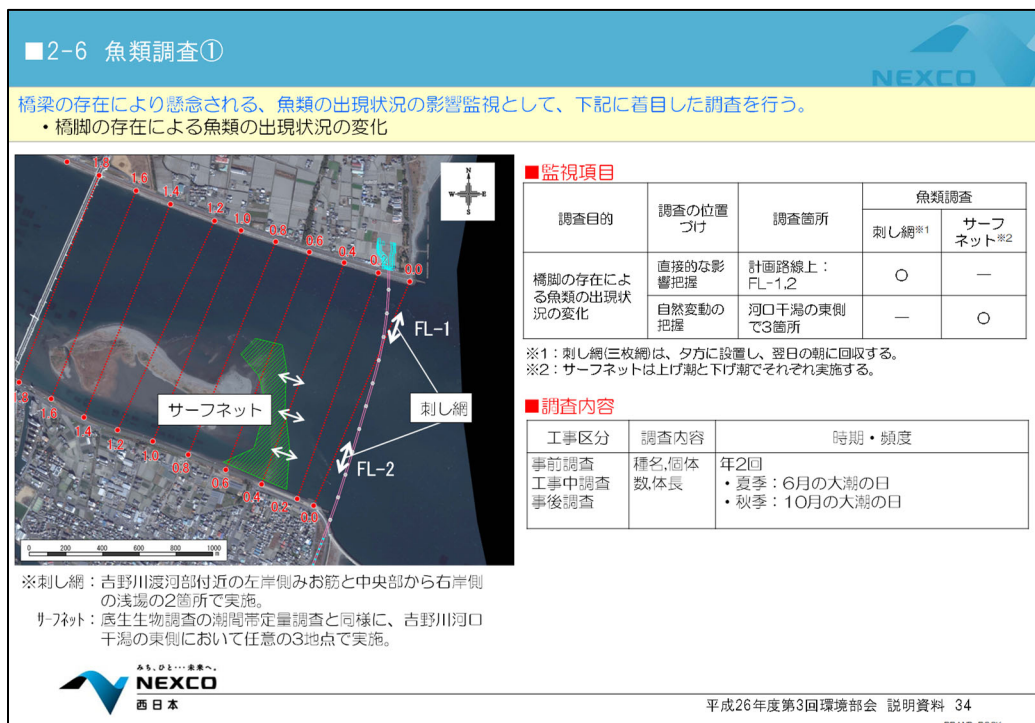 ■2-6 魚類調査①
NEXCO
橋梁の存在により懸念される、魚類の出現状況の影響監視として、下記に着目した調査を行う。
・橋脚の存在による魚類の出現状況の変化
N
W E
S
1.8
1.6
1.4
1.2
1.0
0.8
0.6
0.4
0.2
0.0
FL-1
サーフネット
刺し網
FL-2
1.8
1.6
1.4
1.2
1.0
0.8
0.6
0.4
0.2
0.0
0 200 400 600 800 1000
m
※刺し網：吉野川渡河部付近の左岸側みお筋と中央部から右岸側
の浅場の2箇所で実施。
サーフネット：底生生物調査の潮間帯定量調査と同様に、吉野川河口
干潟の東側において任意の3地点で実施。
■監視項目
調査目的 調査の位置づけ 調査箇所 魚類調査
刺し網※1 サーフネット※2
橋脚の存在による魚類の出現状況の変化
直接的な影響把握 計画路線上：FL-1,2 ○ －
自然変動の把握 河口干潟の東側で3箇所 － ○
※1：刺し網(三枚網)は、夕方に設置し、翌日の朝に回収する。
※2：サーフネットは上げ潮と下げ潮でそれぞれ実施する。
■調査内容
工事区分 調査内容 時期・頻度
事前調査 種名,個体 年2回
工事中調査 数,体長 ・夏季：6月の大潮の日
事後調査 ・秋季：10月の大潮の日
みち、ひと…未来へ。
NEXCO
西日本
平成26年度第3回環境部会 説明資料 34